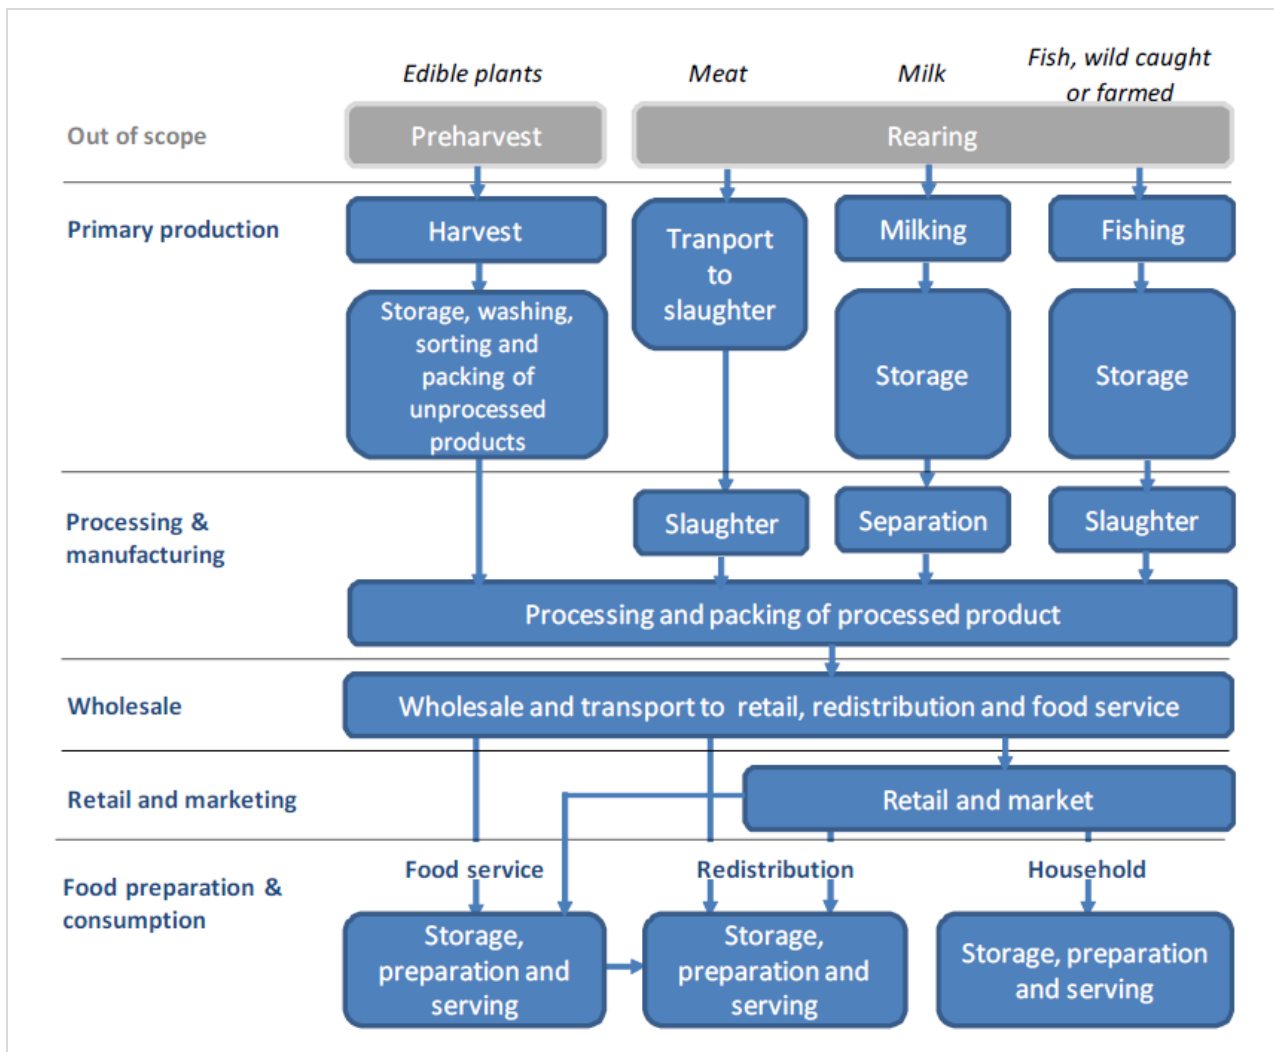 Edible plants
Meat
Milk
Fish, wild caught
or farmed
Out of scope
Preharvest
Rearing
Primary production
Harvest
Tranport
to
slaughter
Milking
Fishing
Storage, washing,
sorting and
packing of
unprocessed
products
Storage
Storage
Processing &
manufacturing
Slaughter
Separation
Slaughter
Processing and packing of processed product
Wholesale
Wholesale and transport to retail, redistribution and food service
Retail and marketing
Retail and market
Food preparation &
consumption
Food service
Redistribution
Household
Storage,
preparation and
serving
Storage,
preparation and
serving
Storage, preparation
and serving